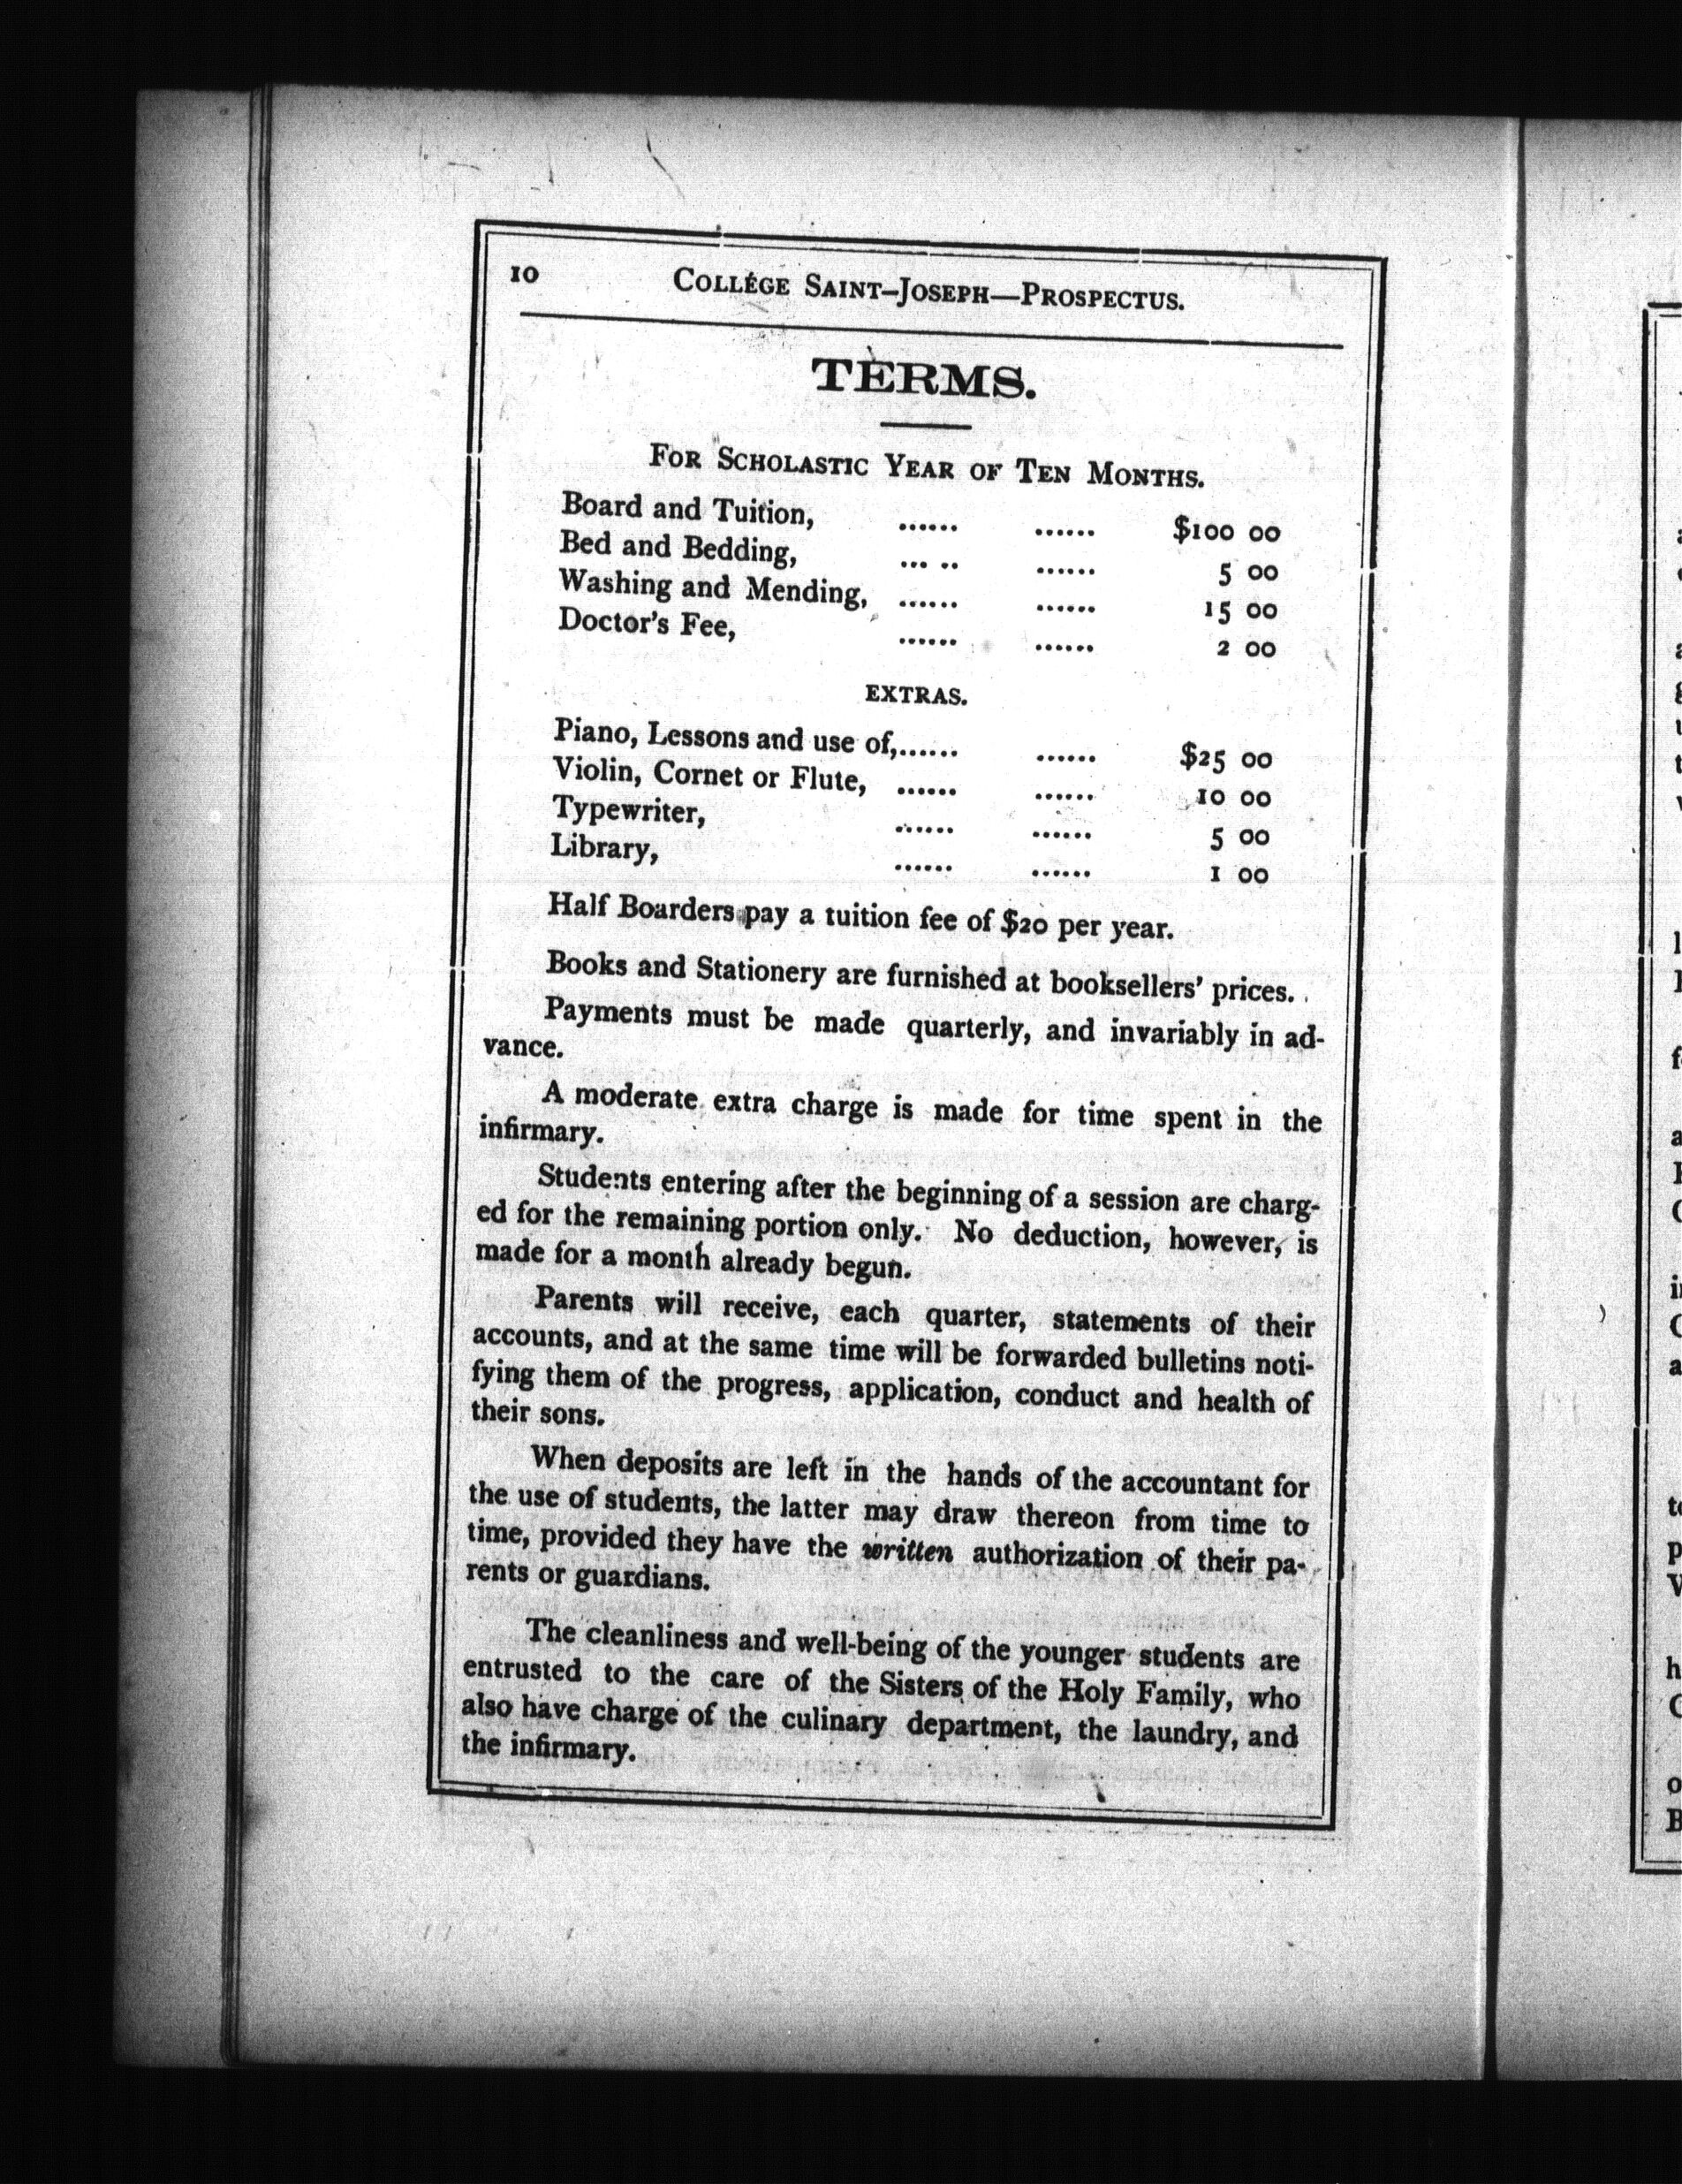 10 COLLÉGE SAINT-JOSEPH—PROSPECTUS.
TERMS.
FOR SCHOLASTIC YEAR OF TEN MONTHS.
Board and Tuition, ...... ...... $100 00
Bed and Bedding, ... .. ...... 5 00
Washing and Mending, ...... ...... 15 00
Doctor's Fee, ...... ...... 2 00
EXTRAS.
Piano, Lessons and use of,...... ...... $25 00
Violin, Cornet or Flute, ...... ...... 10 00
Typewriter, ...... ...... 5 00
Library, ...... ...... 1 00
Half Boarders pay a tuition fee of $20 per year.
Books and Stationery are furnished at booksellers' prices.
Payments must be made quarterly, and invariably in ad-
vance.
A moderate extra charge is made for time spent in the
infirmary.
Students entering after the beginning of a session are charg-
ed for the remaining portion only. No deduction, however, is
made for a month already begun.
Parents will receive, each quarter, statements of their
accounts, and at the same time will be forwarded bulletins noti-
fying them of the progress, application, conduct and health of
their sons.
When deposits are left in the hands of the accountant for
the use of students, the latter may draw thereon from time to
time, provided they have the written authorization of their pa-
rents or guardians.
The cleanliness and well-being of the younger students are
entrusted to the care of the Sisters of the Holy Family, who
also have charge of the culinary department, the laundry, and
the infirmary.